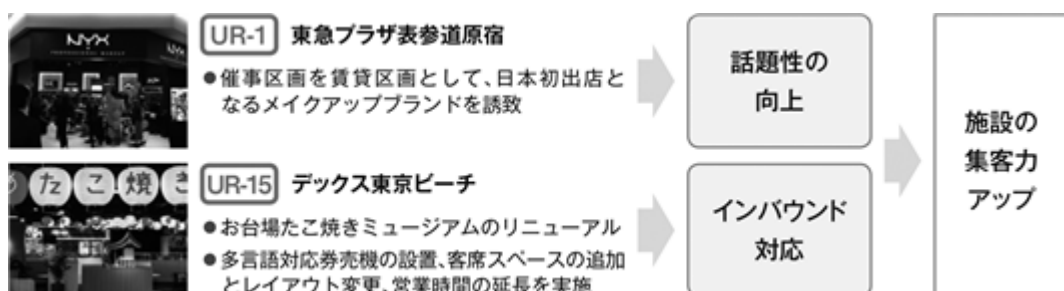 NYX
PROFESSIONAL MAKEUP
UR-1 東急プラザ表参道原宿
●催事区画を賃貸区画として、日本初出店と
なるメイクアップブランドを誘致
話題性の
向上
たこ焼き
UR-15 デックス東京ビーチ
●お台場たこ焼きミュージアムのリニューアル
●多言語対応券売機の設置、客席スペースの追加
とレイアウト変更、営業時間の延長を実施
インバウンド
対応
施設の
集客力
アップ